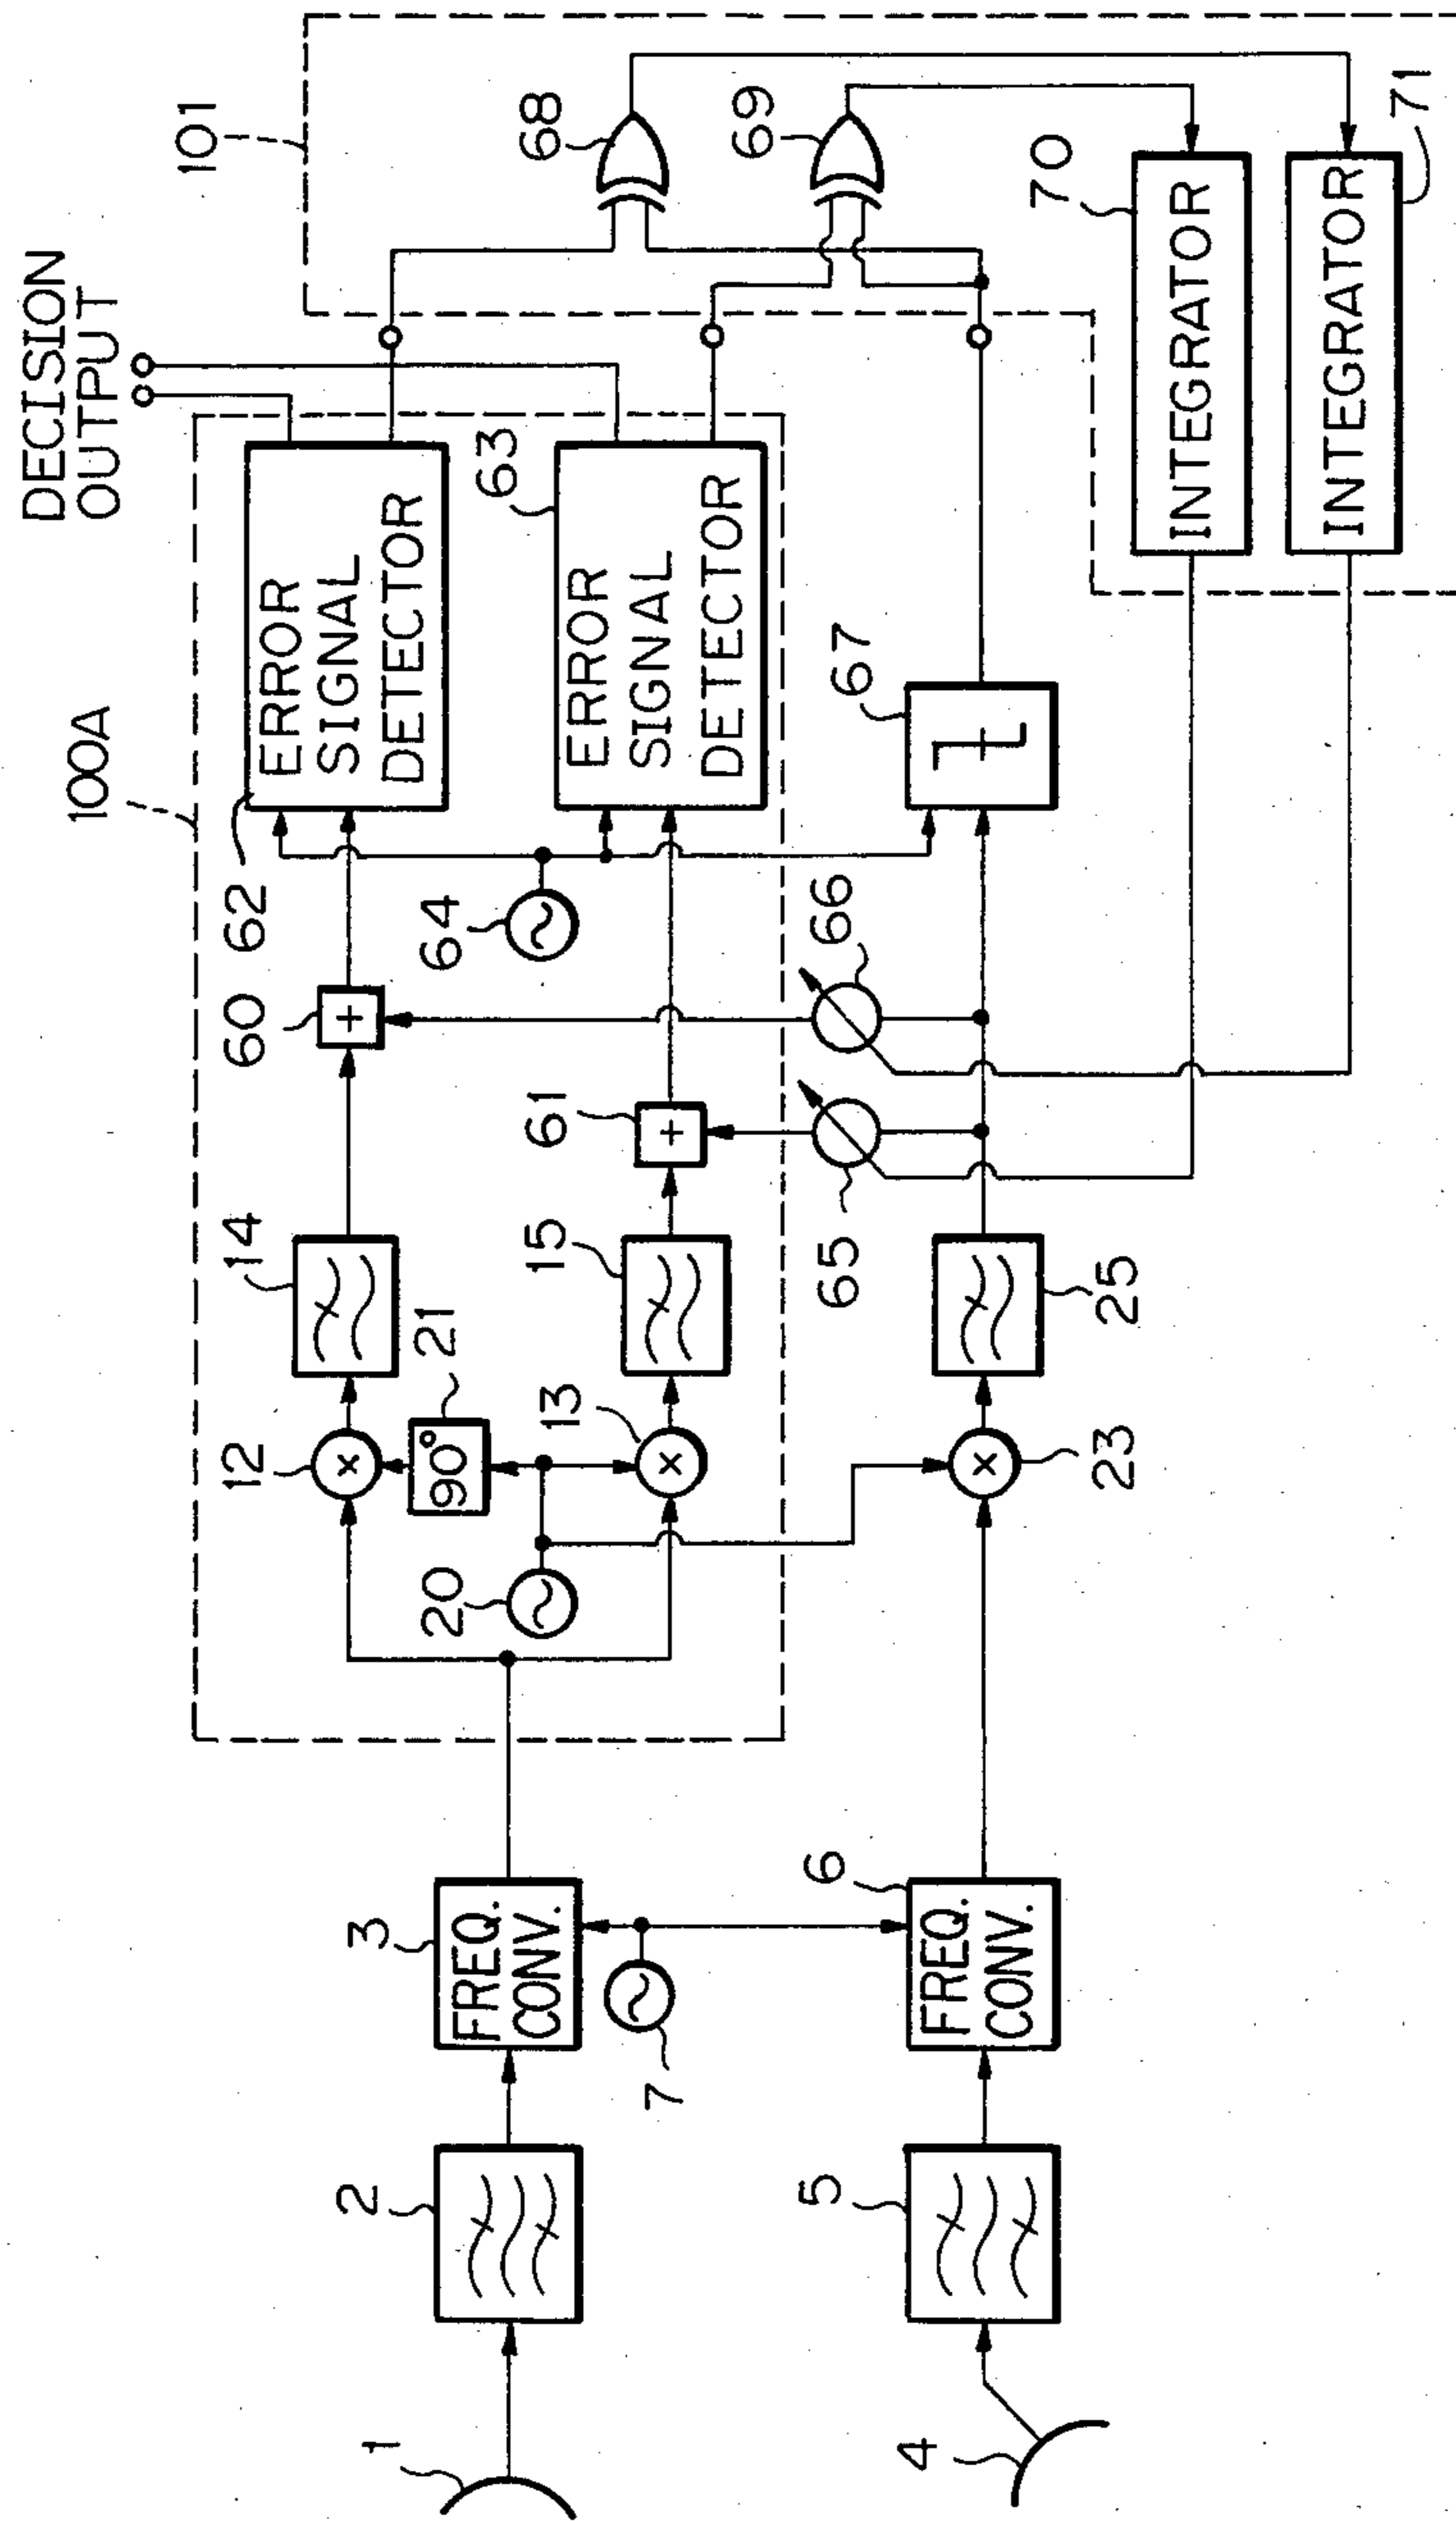 1
2
3
FREQ.
CONV.
7
4
5
6
FREQ.
CONV.
100A
12
14
90°
21
20
13
15
60
61
62
ERROR
SIGNAL
DETECTOR
63
ERROR
SIGNAL
DETECTOR
64
DECISION
OUTPUT
23
25
65
66
67
101
68
69
70
INTEGRATOR
71
INTEGRATOR